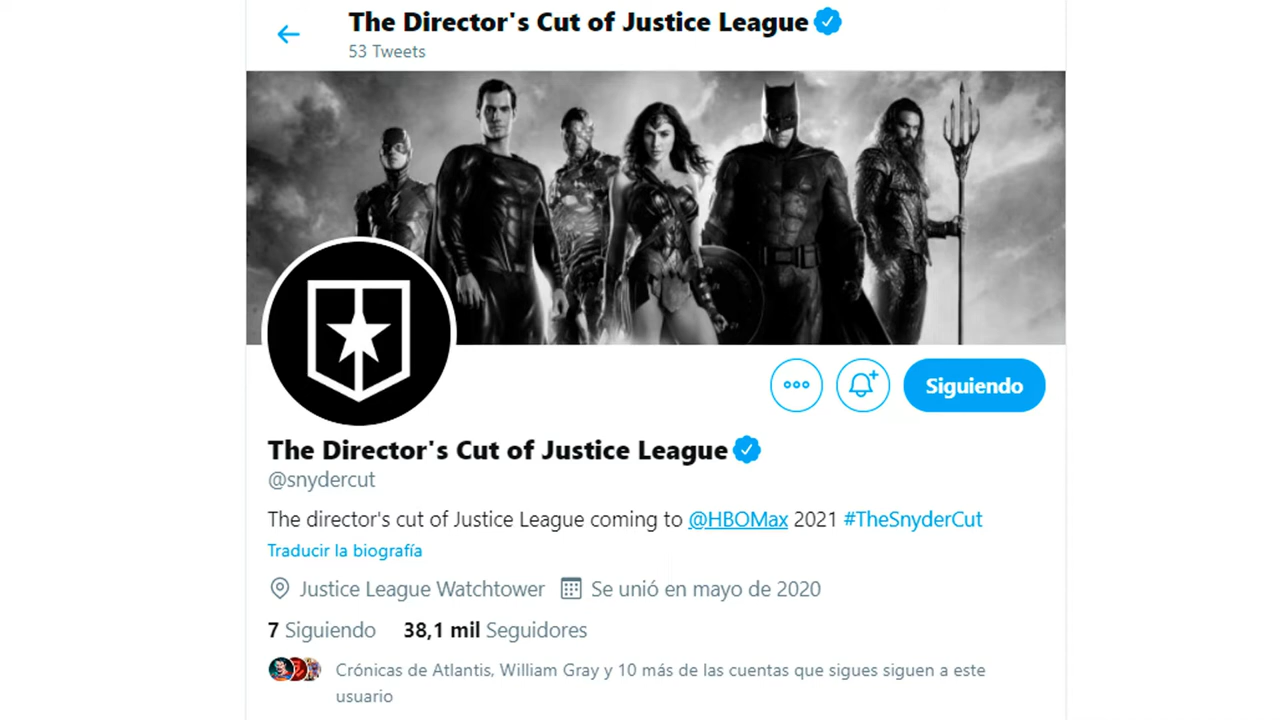 The Director's Cut of Justice League
53 Tweets
Siguiendo
The Director's Cut of Justice League
@snydercut
The director's cut of Justice League coming to @HBOMax 2021 #TheSnyderCut
Traducir la biografía
Justice League Watchtower Se unió en mayo de 2020
7 Siguiendo 38,1 mil Seguidores
Crónicas de Atlantis, William Gray y 10 más de las cuentas que sigues siguen a este
usuario